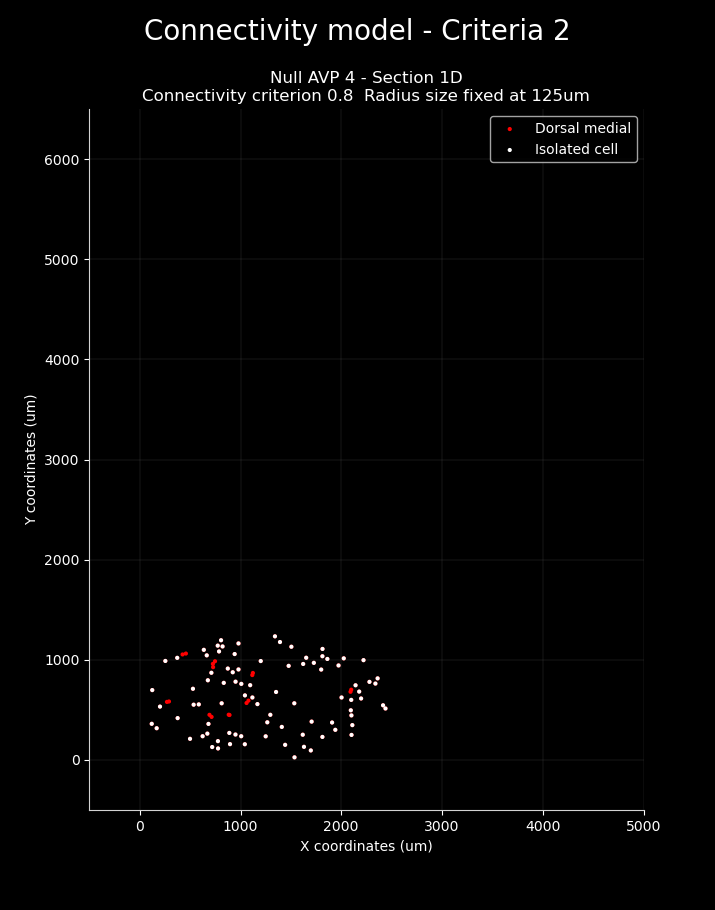 Connectivity model - Criteria 2
Null AVP 4 - Section 1D
Connectivity criterion 0.8  Radius size fixed at 125um
Dorsal medial
Isolated cell
6000
5000
4000
3000
2000
1000
0
Y coordinates (um)
0 1000 2000 3000 4000 5000
X coordinates (um)